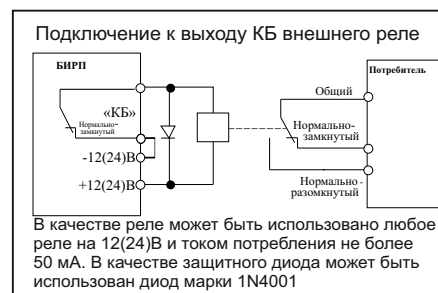 Подключение к выходу КБ внешнего реле
БИРП
«КБ»
Нормально-
замкнутый
-12(24)В
+12(24)В
Потребитель
Общий
Нормально-
замкнутый
Нормально -
разомкнутый
В качестве реле может быть использовано любое
реле на 12(24)В и током потребления не более
50 мА. В качестве защитного диода может быть
использован диод марки 1N4001